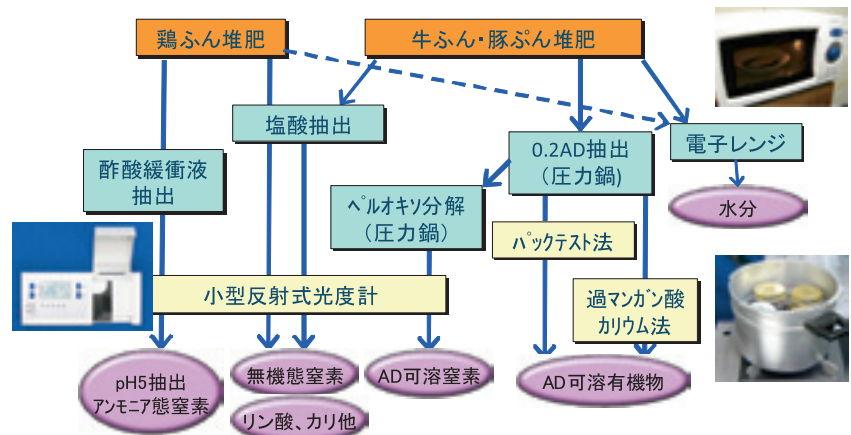 鶏ふん堆肥
牛ふん・豚ぷん堆肥
塩酸抽出
0.2AD抽出
（圧力鍋)
電子レンジ
酢酸緩衝液
抽出
ﾍﾟﾙｵｷｿ分解
（圧力鍋）
水分
ﾊﾟｯｸﾃｽﾄ法
小型反射式光度計
過ﾏﾝｶﾞﾝ酸
ｶﾘｳﾑ法
pH5抽出
アンモニア態窒素
無機態窒素
リン酸、カリ他
AD可溶窒素
AD可溶有機物